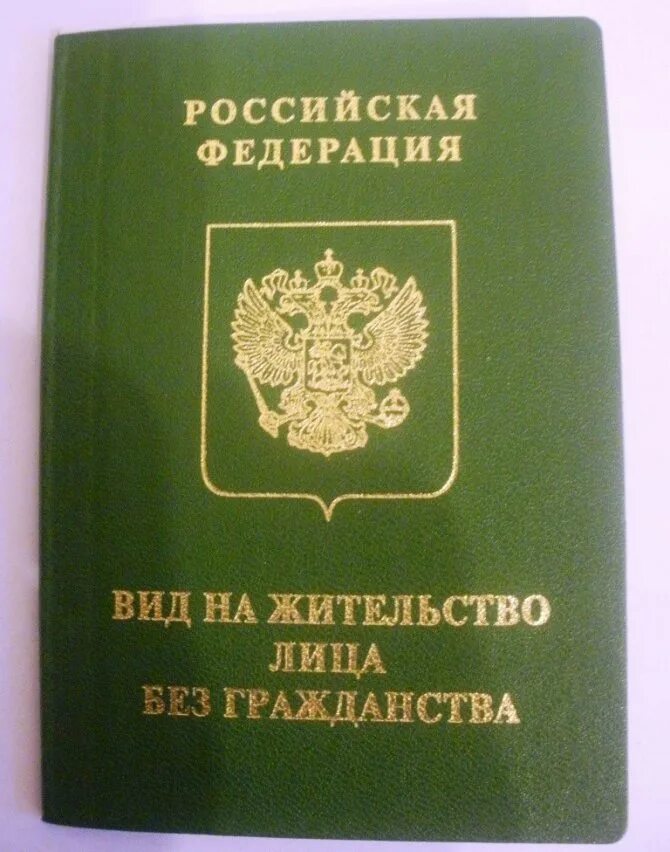 РОССИЙСКАЯ
ФЕДЕРАЦИЯ
ВИД НА ЖИТЕЛЬСТВО
ЛИЦА
БЕЗ ГРАЖДАНСТВА